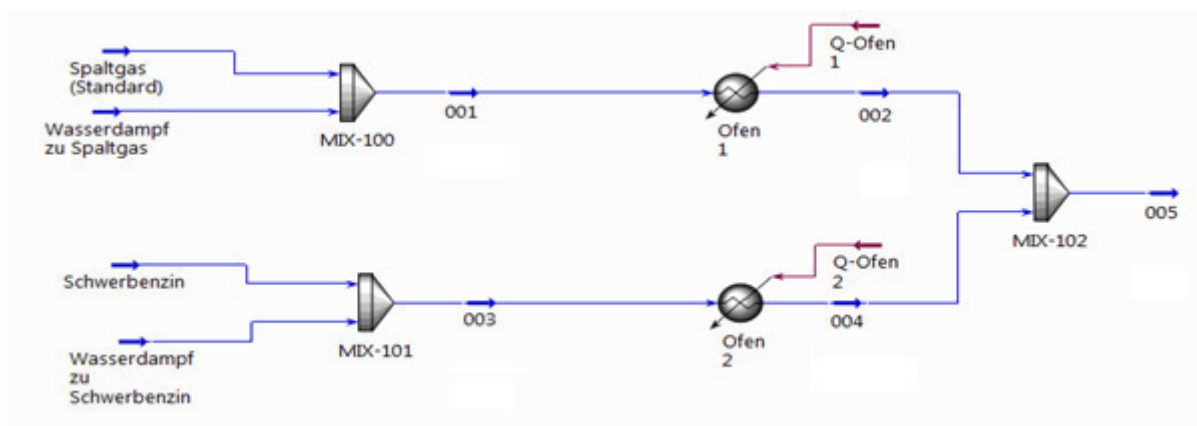 Spaltgas
(Standard)
Wasserdampf
zu Spaltgas
MIX-100
001
Q-Ofen
1
Ofen
1
002
MIX-102
005
Schwerbenzin
Wasserdampf
zu
Schwerbenzin
MIX-101
003
Q-Ofen
2
Ofen
2
004